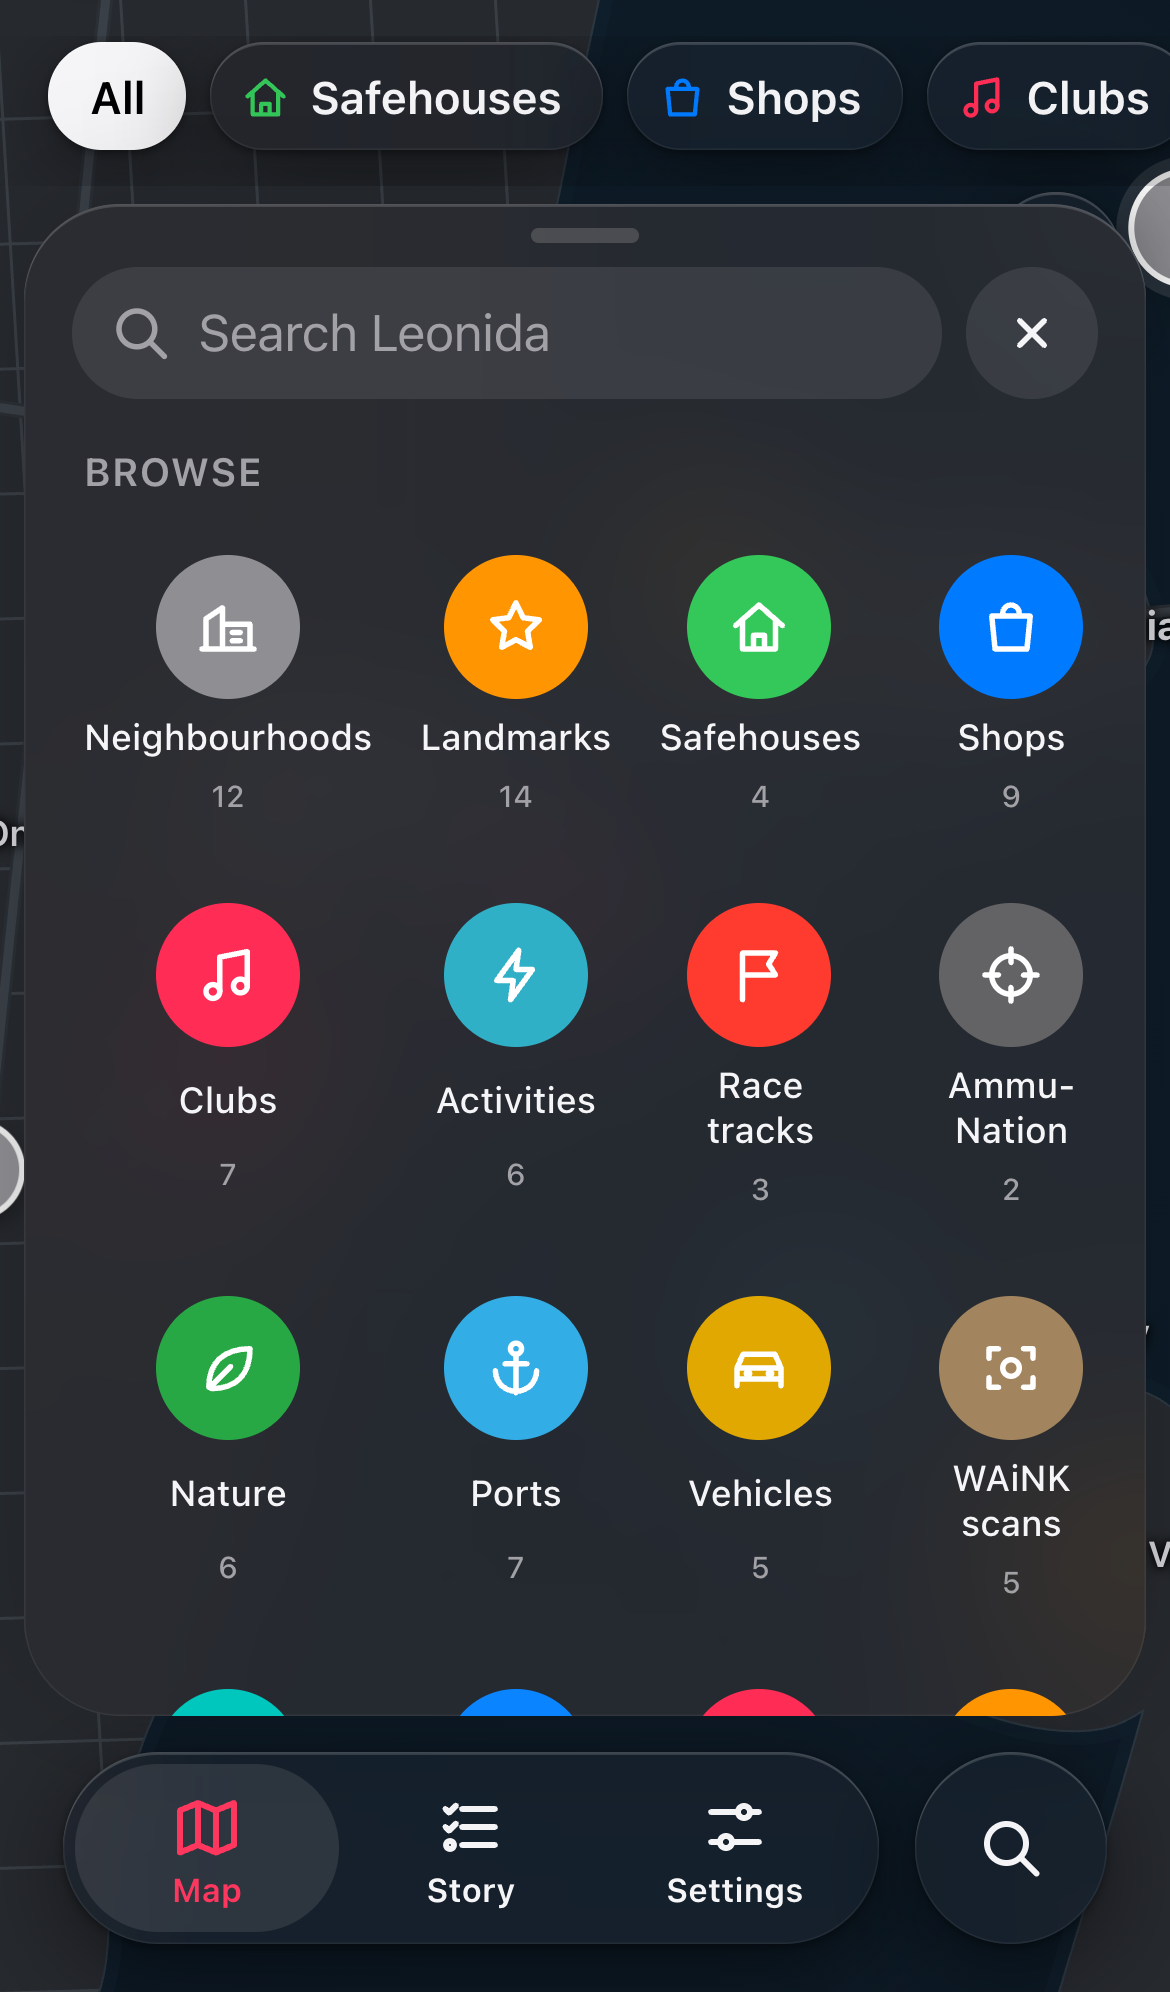 All
Safehouses
Shops
Clubs
Search Leonida
BROWSE
Neighbourhoods
12
Landmarks
14
Safehouses
4
Shops
9
Clubs
7
Activities
6
Race
tracks
3
Ammu-
Nation
2
Nature
6
Ports
7
Vehicles
5
WAiNK
scans
5
Map
Story
Settings